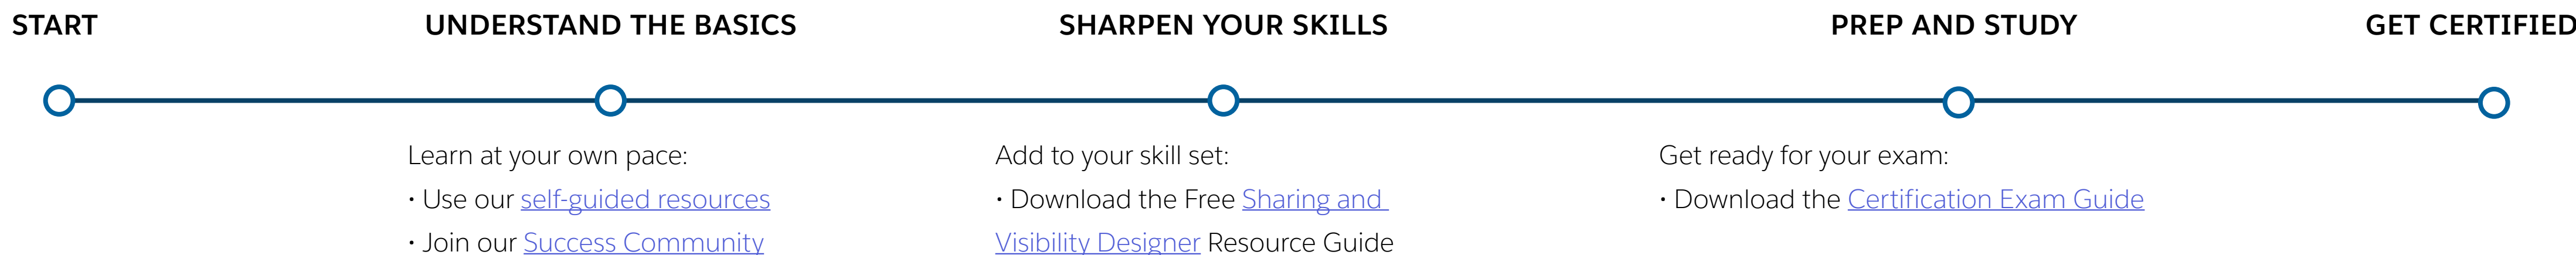 START
UNDERSTAND THE BASICS
SHARPEN YOUR SKILLS
PREP AND STUDY
GET CERTIFIED
Learn at your own pace:
• Use our self-guided resources
• Join our Success Community
Add to your skill set:
• Download the Free Sharing and
Visibility Designer Resource Guide
Get ready for your exam:
• Download the Certification Exam Guide